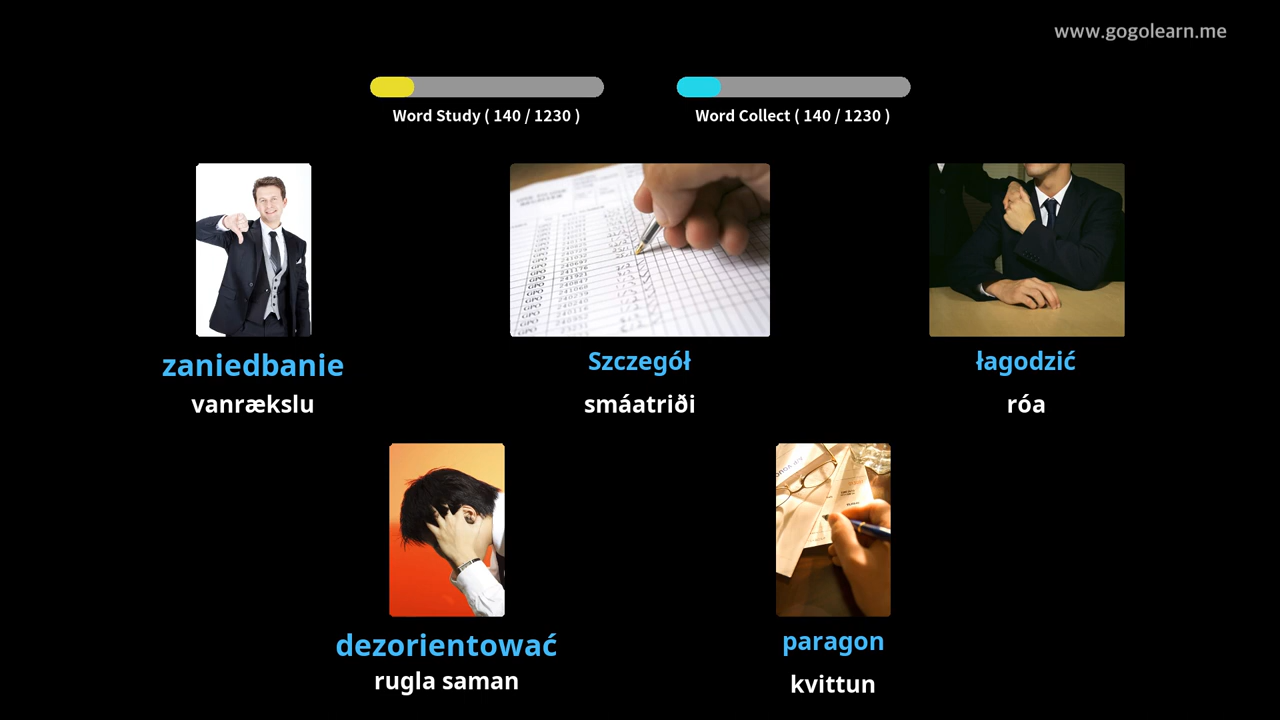 www.gogolearn.me
Word Study ( 140 / 1230 )
Word Collect ( 140 / 1230 )
zaniedbanie
vanrækslu
Szczegół
smáatriði
łagodzić
róa
dezorientować
rugla saman
paragon
kvittun